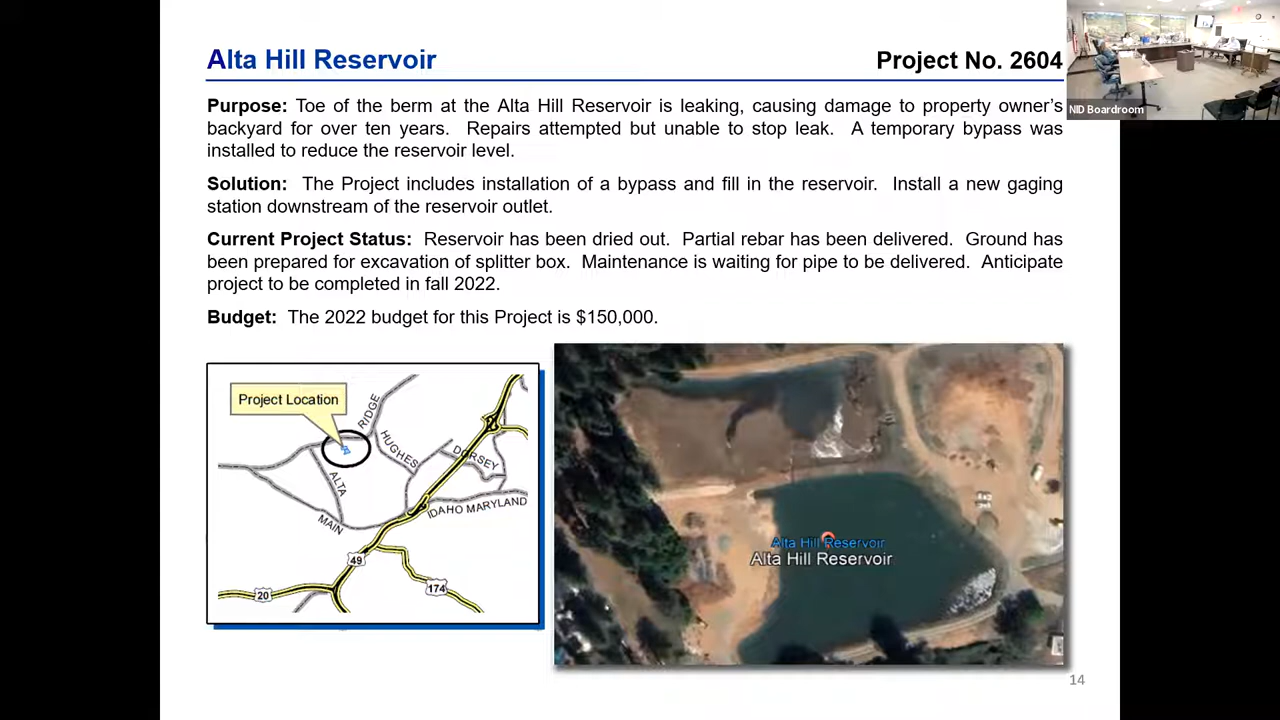 Alta Hill Reservoir
Project No. 2604
NID Boardroom
Purpose: Toe of the berm at the Alta Hill Reservoir is leaking, causing damage to property owner's
backyard for over ten years. Repairs attempted but unable to stop leak. A temporary bypass was
installed to reduce the reservoir level.
Solution: The Project includes installation of a bypass and fill in the reservoir. Install a new gaging
station downstream of the reservoir outlet.
Current Project Status: Reservoir has been dried out. Partial rebar has been delivered. Ground has
been prepared for excavation of splitter box. Maintenance is waiting for pipe to be delivered. Anticipate
project to be completed in fall 2022.
Budget: The 2022 budget for this Project is $150,000.
Project Location
RIDGE
HUGHES
DORSEY
ALTA
IDAHO MARYLAND
MAIN
49
174
20
Alta Hill Reservoir
Alta Hill Reservoir
14